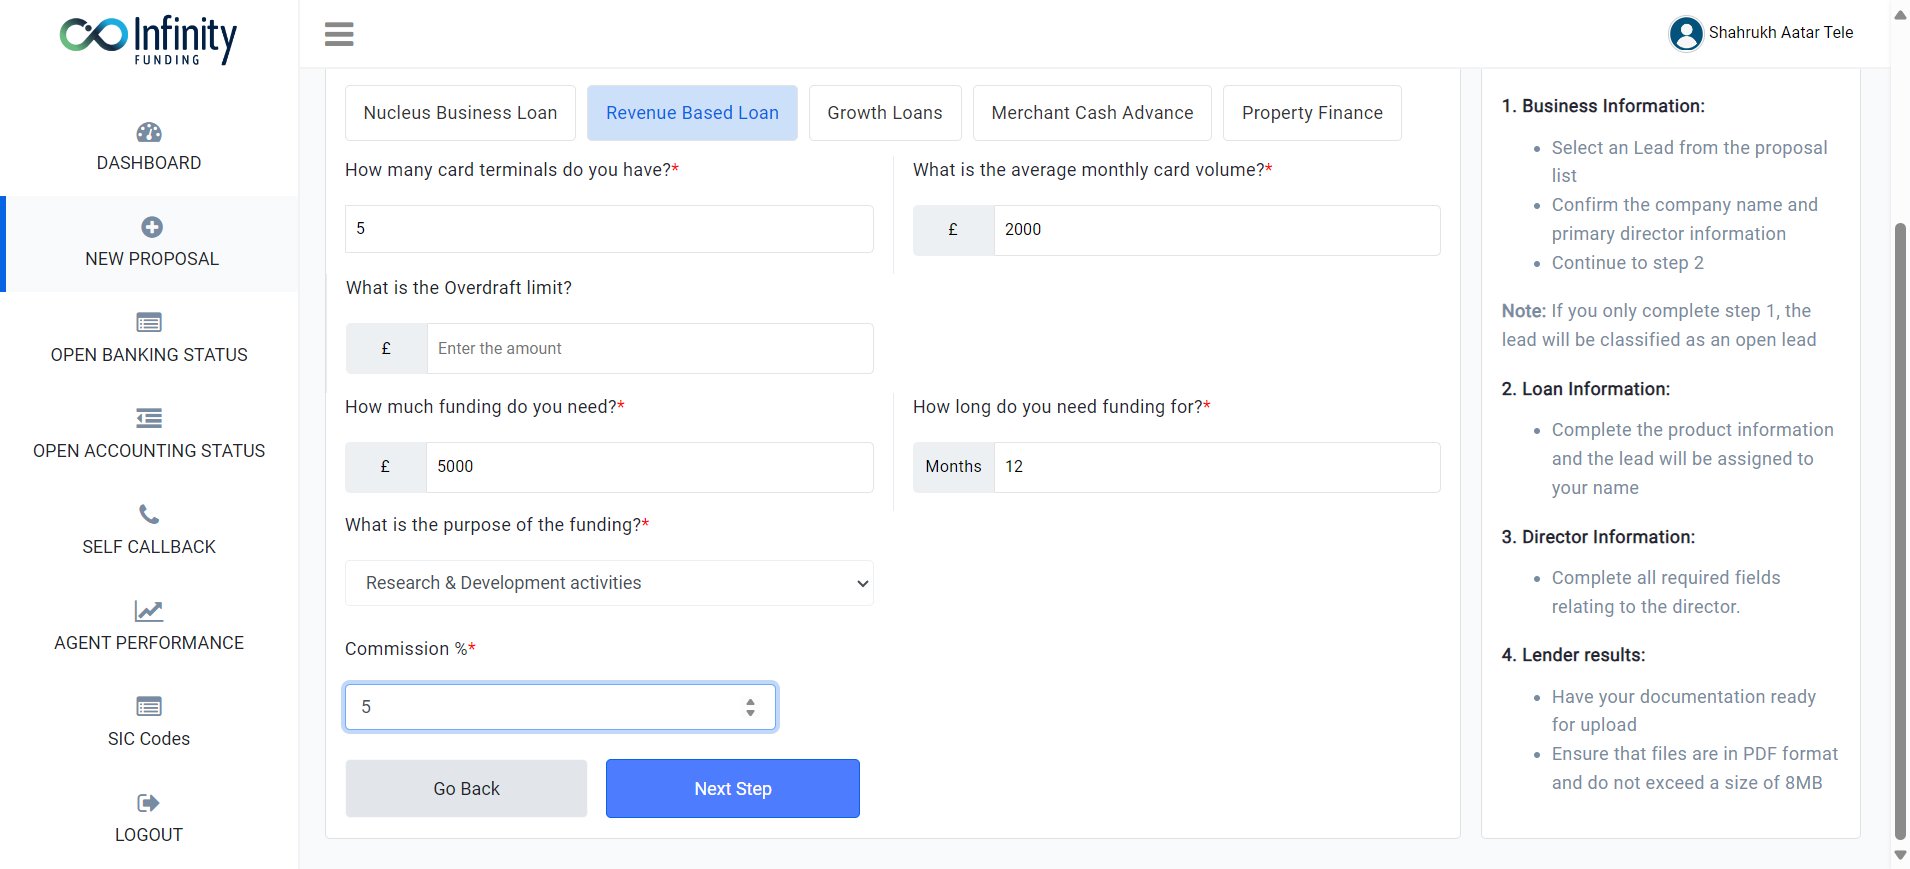 Infinity
FUNDING
Shahrukh Aatar Tele
DASHBOARD
NEW PROPOSAL
OPEN BANKING STATUS
OPEN ACCOUNTING STATUS
SELF CALLBACK
AGENT PERFORMANCE
SIC Codes
LOGOUT
Nucleus Business Loan
Revenue Based Loan
Growth Loans
Merchant Cash Advance
Property Finance
How many card terminals do you have?*
5
What is the average monthly card volume?*
£ 2000
What is the Overdraft limit?
£ Enter the amount
How much funding do you need?*
£ 5000
How long do you need funding for?*
Months 12
What is the purpose of the funding?*
Research & Development activities
Commission %*
5
Go Back
Next Step
1. Business Information:
• Select an Lead from the proposal
list
• Confirm the company name and
primary director information
• Continue to step 2
Note: If you only complete step 1, the
lead will be classified as an open lead
2. Loan Information:
• Complete the product information
and the lead will be assigned to
your name
3. Director Information:
• Complete all required fields
relating to the director.
4. Lender results:
• Have your documentation ready
for upload
• Ensure that files are in PDF format
and do not exceed a size of 8MB